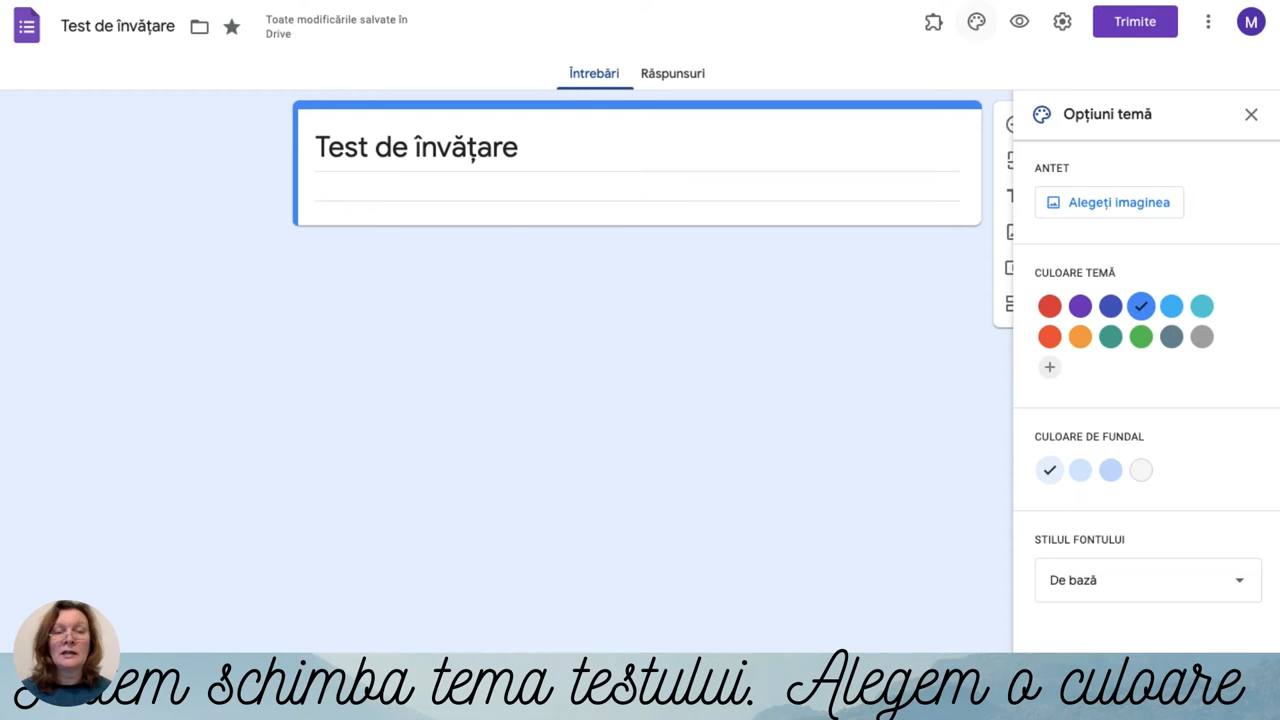 Test de învățare
Toate modificările salvate în
Drive
Trimite
M
Întrebări
Răspunsuri
Test de învățare
Opțiuni temă
ANTET
Alegeți imaginea
CULOARE TEMĂ
CULOARE DE FUNDAL
STILUL FONTULUI
De bază
schimba tema testului. Alegem o culoare